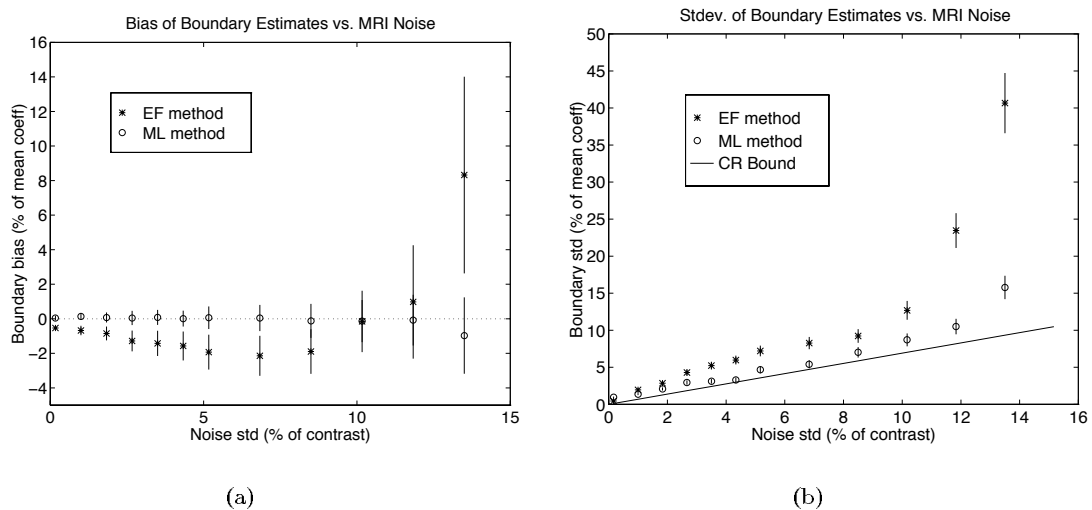 Bias of Boundary Estimates vs. MRI Noise
16
14
12
10
8
6
4
2
0
−2
−4
Boundary bias (% of mean coeff)
EF method
ML method
0
5
10
15
Noise std (% of contrast)
(a)
Stdev. of Boundary Estimates vs. MRI Noise
50
45
40
35
30
25
20
15
10
5
0
Boundary std (% of mean coeff)
EF method
ML method
CR Bound
0
2
4
6
8
10
12
14
16
Noise std (% of contrast)
(b)